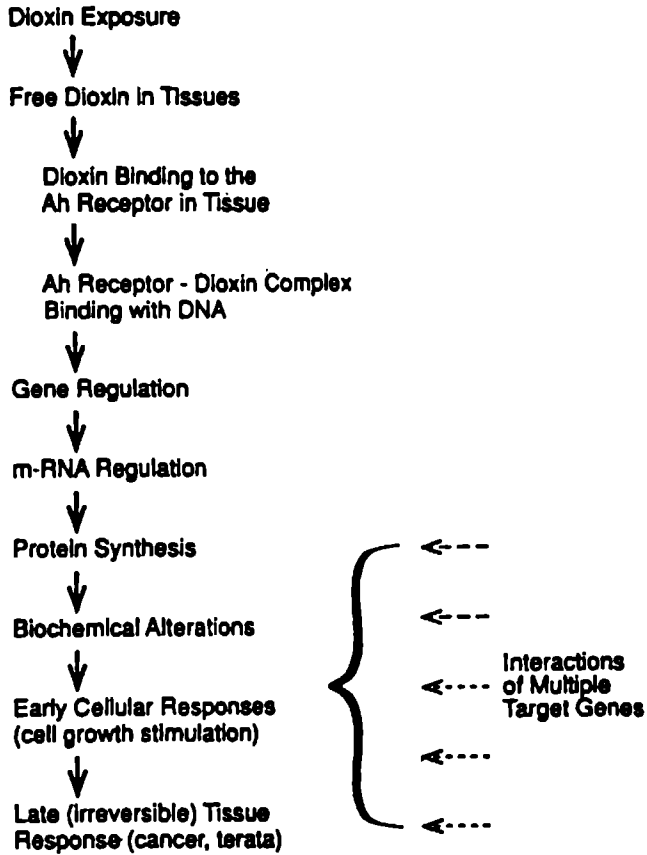 Dioxin Exposure
Free Dioxin in Tissues
Dioxin Binding to the
Ah Receptor in Tissue
Ah Receptor - Dioxin Complex
Binding with DNA
Gene Regulation
m-RNA Regulation
Protein Synthesis
Biochemical Alterations
Early Cellular Responses
(cell growth stimulation)
Late (irreversible) Tissue
Response (cancer, terata)
Interactions
of Multiple
Target Genes